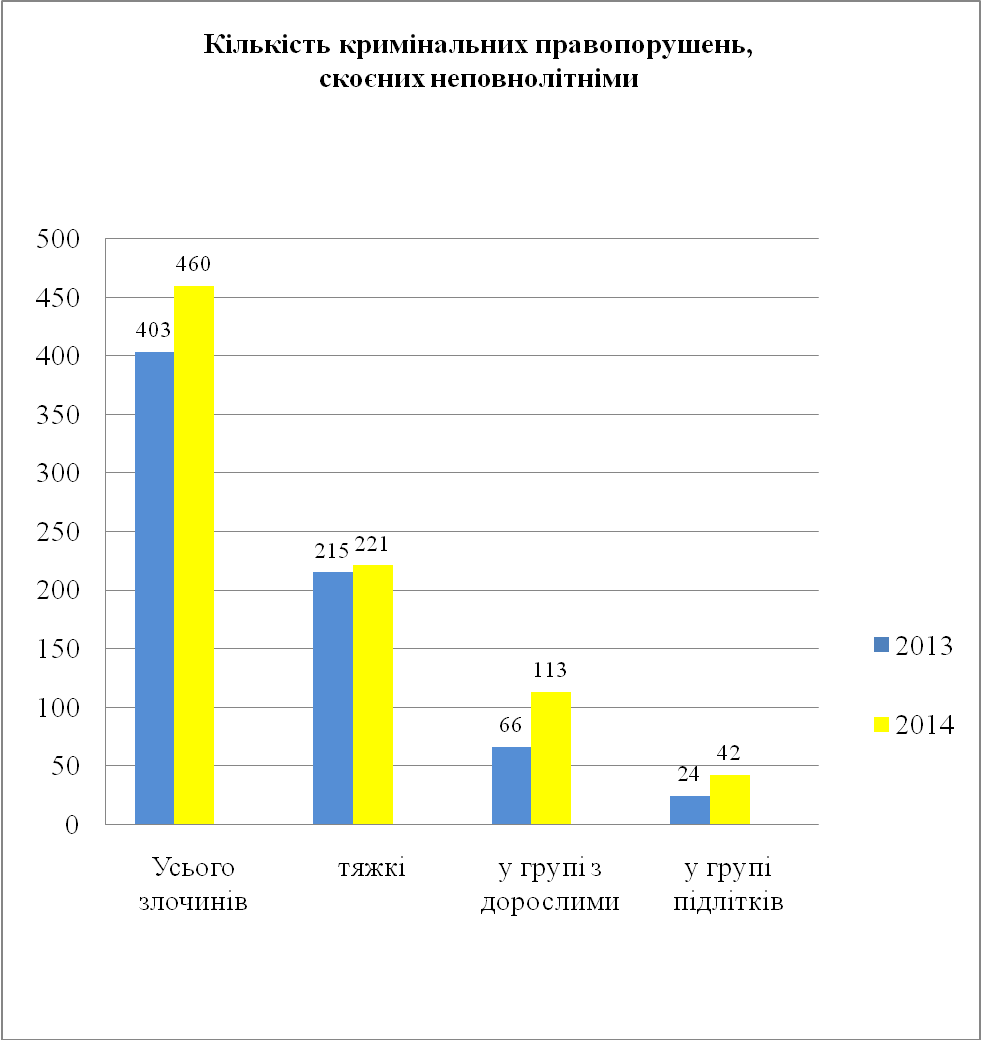 Кількість кримінальних правопорушень,
скоєних неповнолітніми
500
450
400
350
300
250
200
150
100
50
0
403
460
215
221
66
113
24
42
Усього
злочинів
тяжкі
у групі з
дорослими
у групі
підлітків
2013
2014